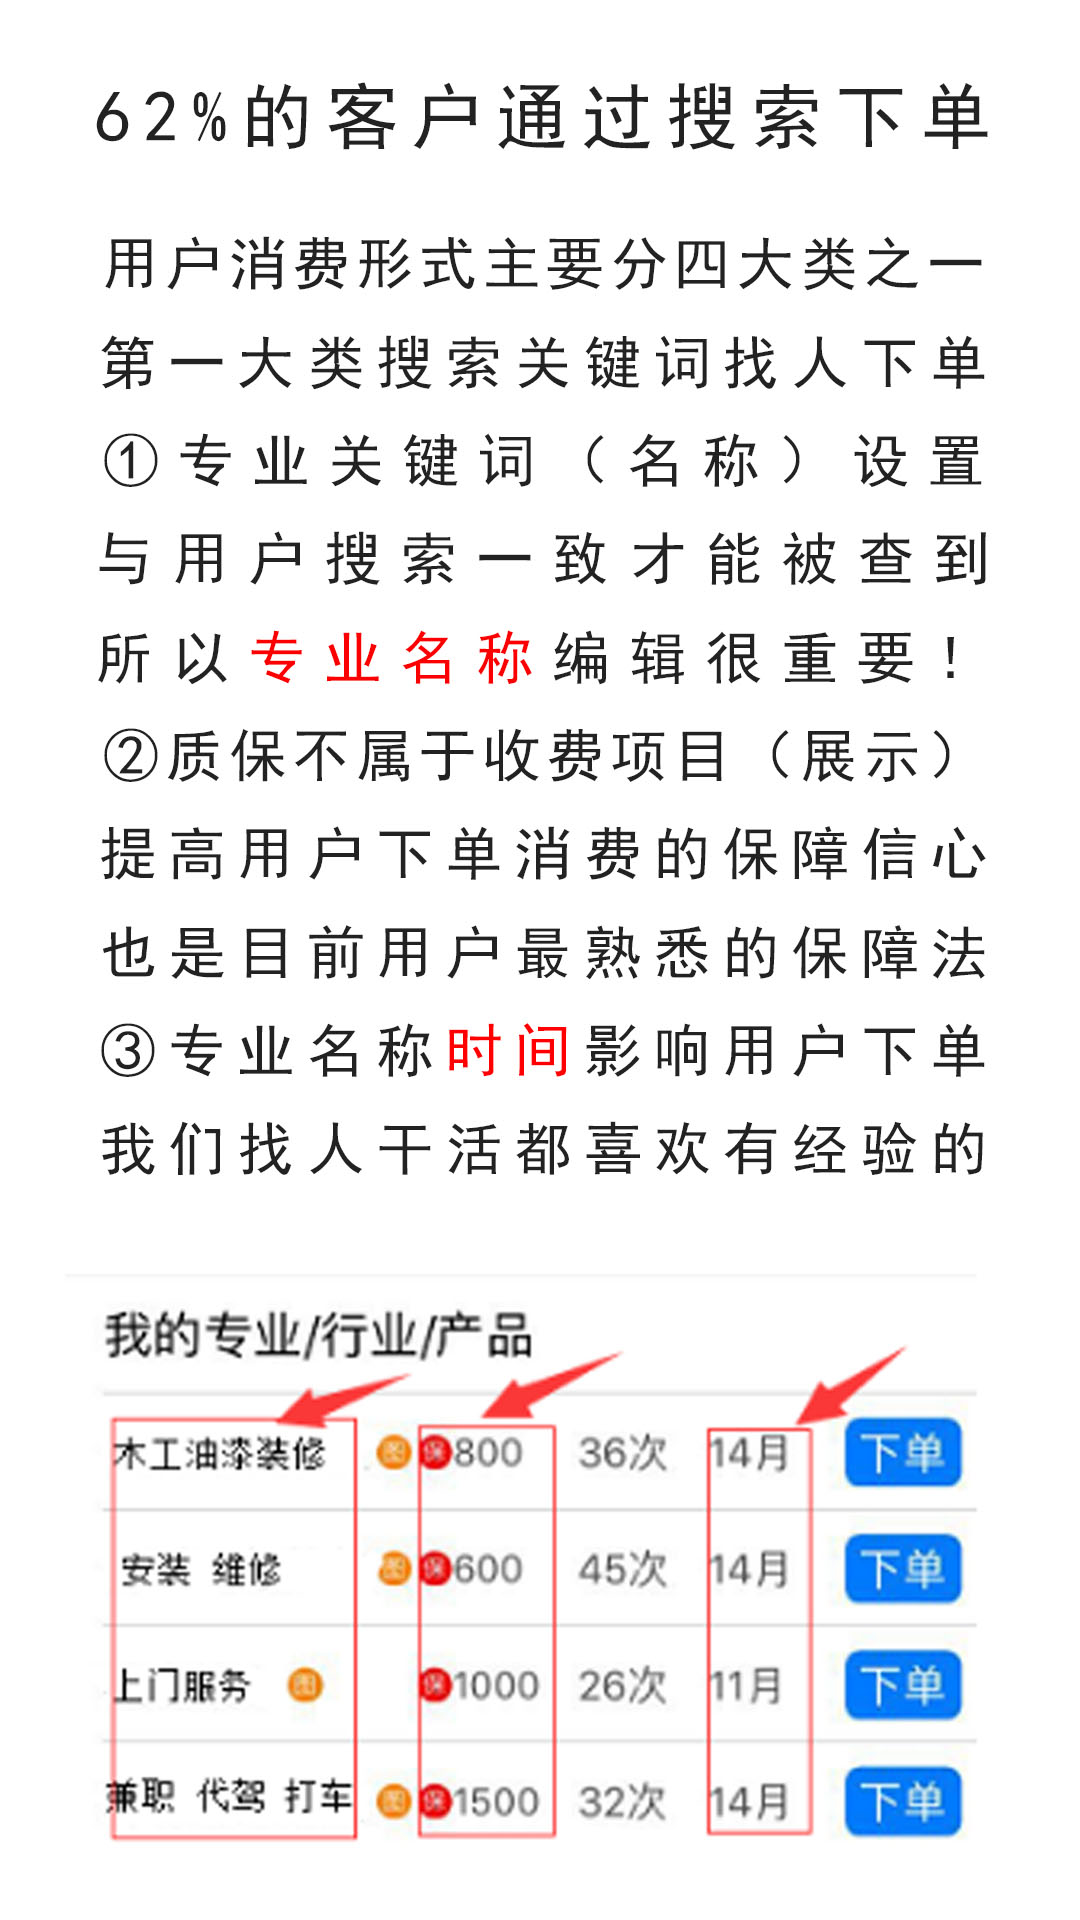 62%的客户通过搜索下单
用户消费形式主要分四大类之一
第一大类搜索关键词找人下单
①专业关键词（名称）设置
与用户搜索一致才能被查到
所以专业名称编辑很重要！
②质保不属于收费项目（展示）
提高用户下单消费的保障信心
也是目前用户最熟悉的保障法
③专业名称时间影响用户下单
我们找人干活都喜欢有经验的
我的专业/行业/产品
木工油漆装修 图 保800 36次 14月 下单
安装 维修 图 保600 45次 14月 下单
上门服务 图 保1000 26次 11月 下单
兼职 代驾 打车 图 保1500 32次 14月 下单